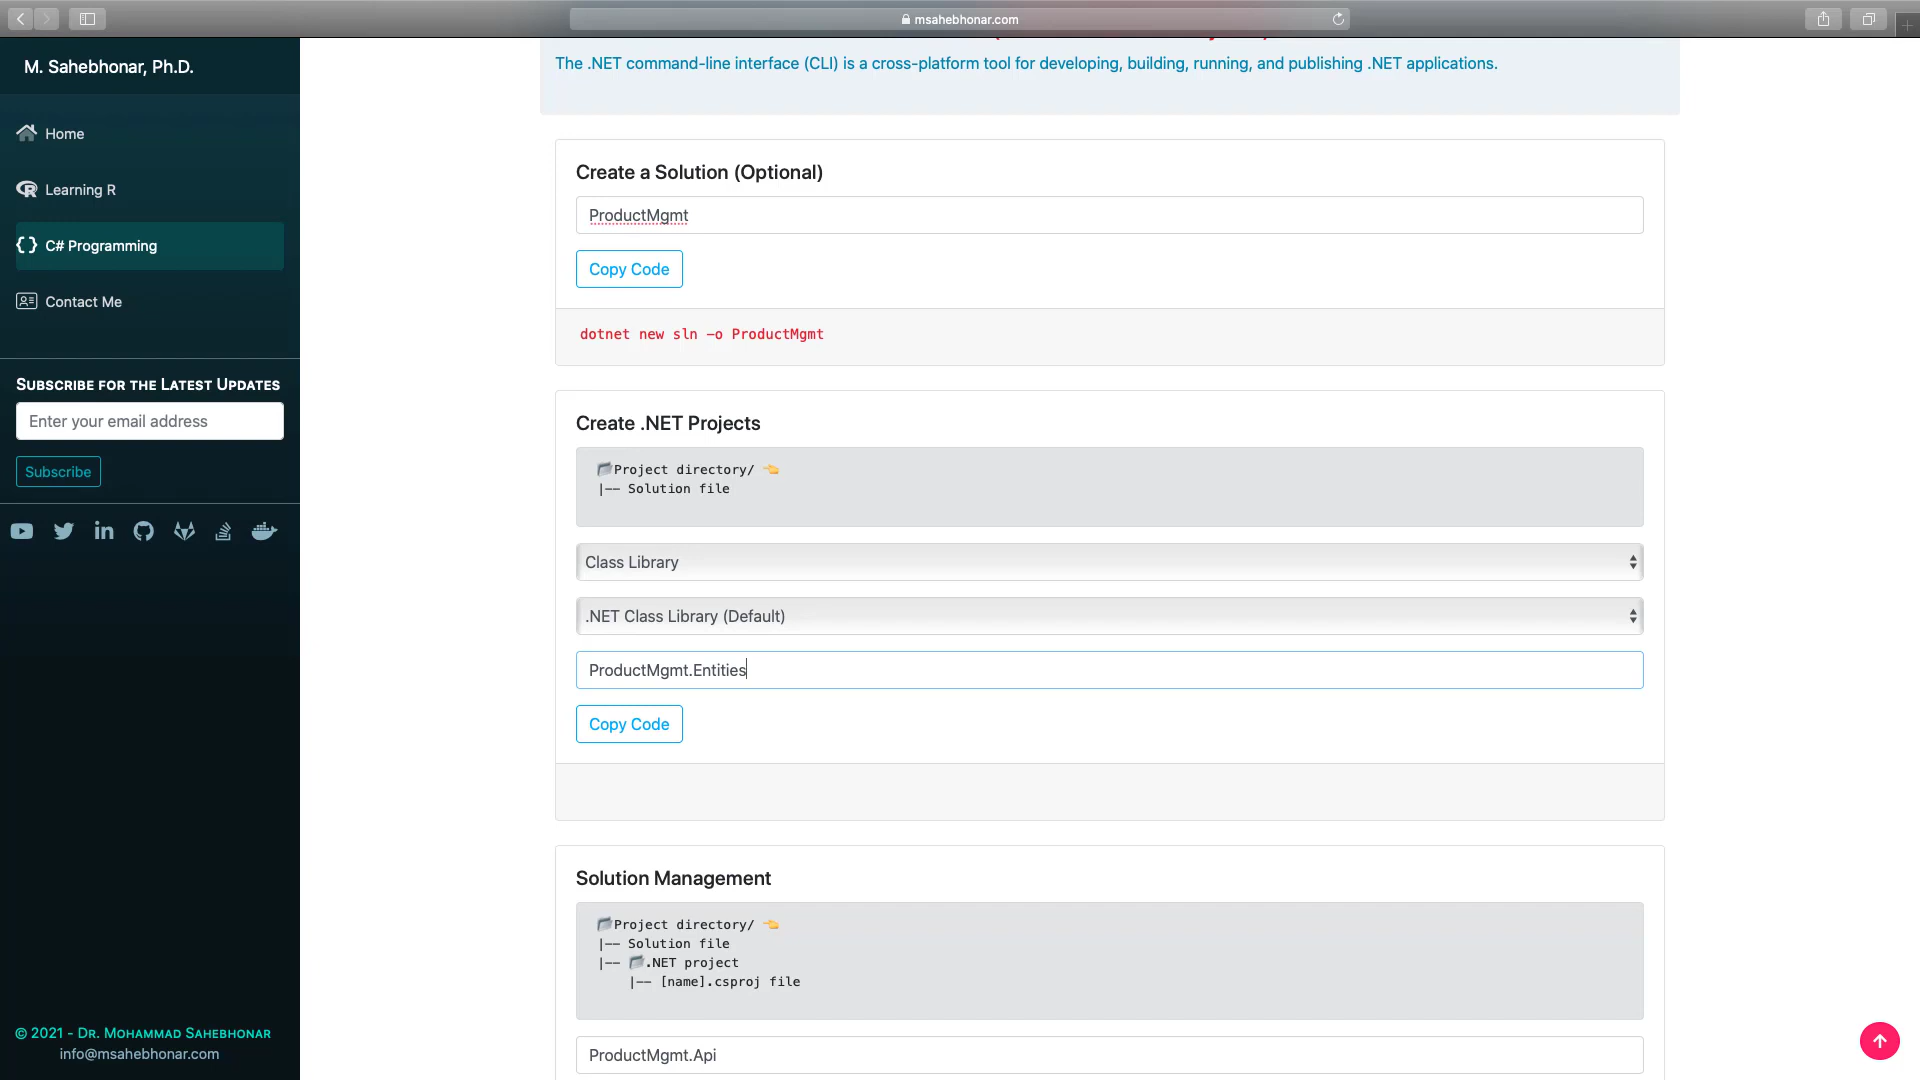 msahebhonar.com
M. Sahebhonar, Ph.D.
Home
Learning R
C# Programming
Contact Me
Subscribe for the Latest Updates
Enter your email address
Subscribe
© 2021 - Dr. Mohammad Sahebhonar
info@msahebhonar.com
The .NET command-line interface (CLI) is a cross-platform tool for developing, building, running, and publishing .NET applications.
Create a Solution (Optional)
ProductMgmt
Copy Code
dotnet new sln -o ProductMgmt
Create .NET Projects
Project directory/
|-- Solution file
Class Library
.NET Class Library (Default)
ProductMgmt.Entities
Copy Code
Solution Management
Project directory/
|-- Solution file
|-- .NET project
|-- [name].csproj file
ProductMgmt.Api